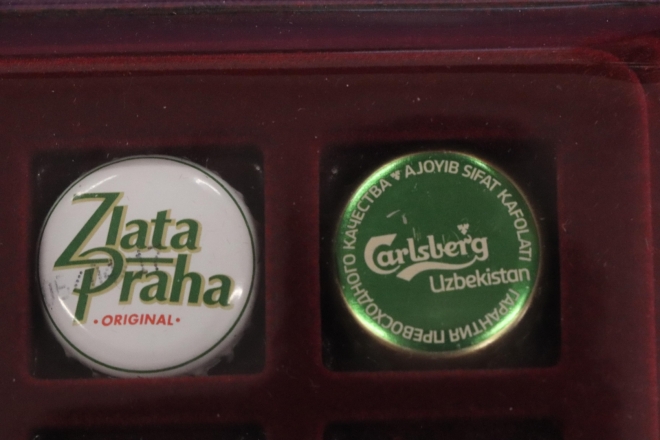 Zlata
Praha
• ORIGINAL •
AJOYIB SIFAT KAFOLATI
ГАРАНТИЯ ПРЕВОСХОДНОГО КАЧЕСТВА
Carlsberg
Uzbekistan